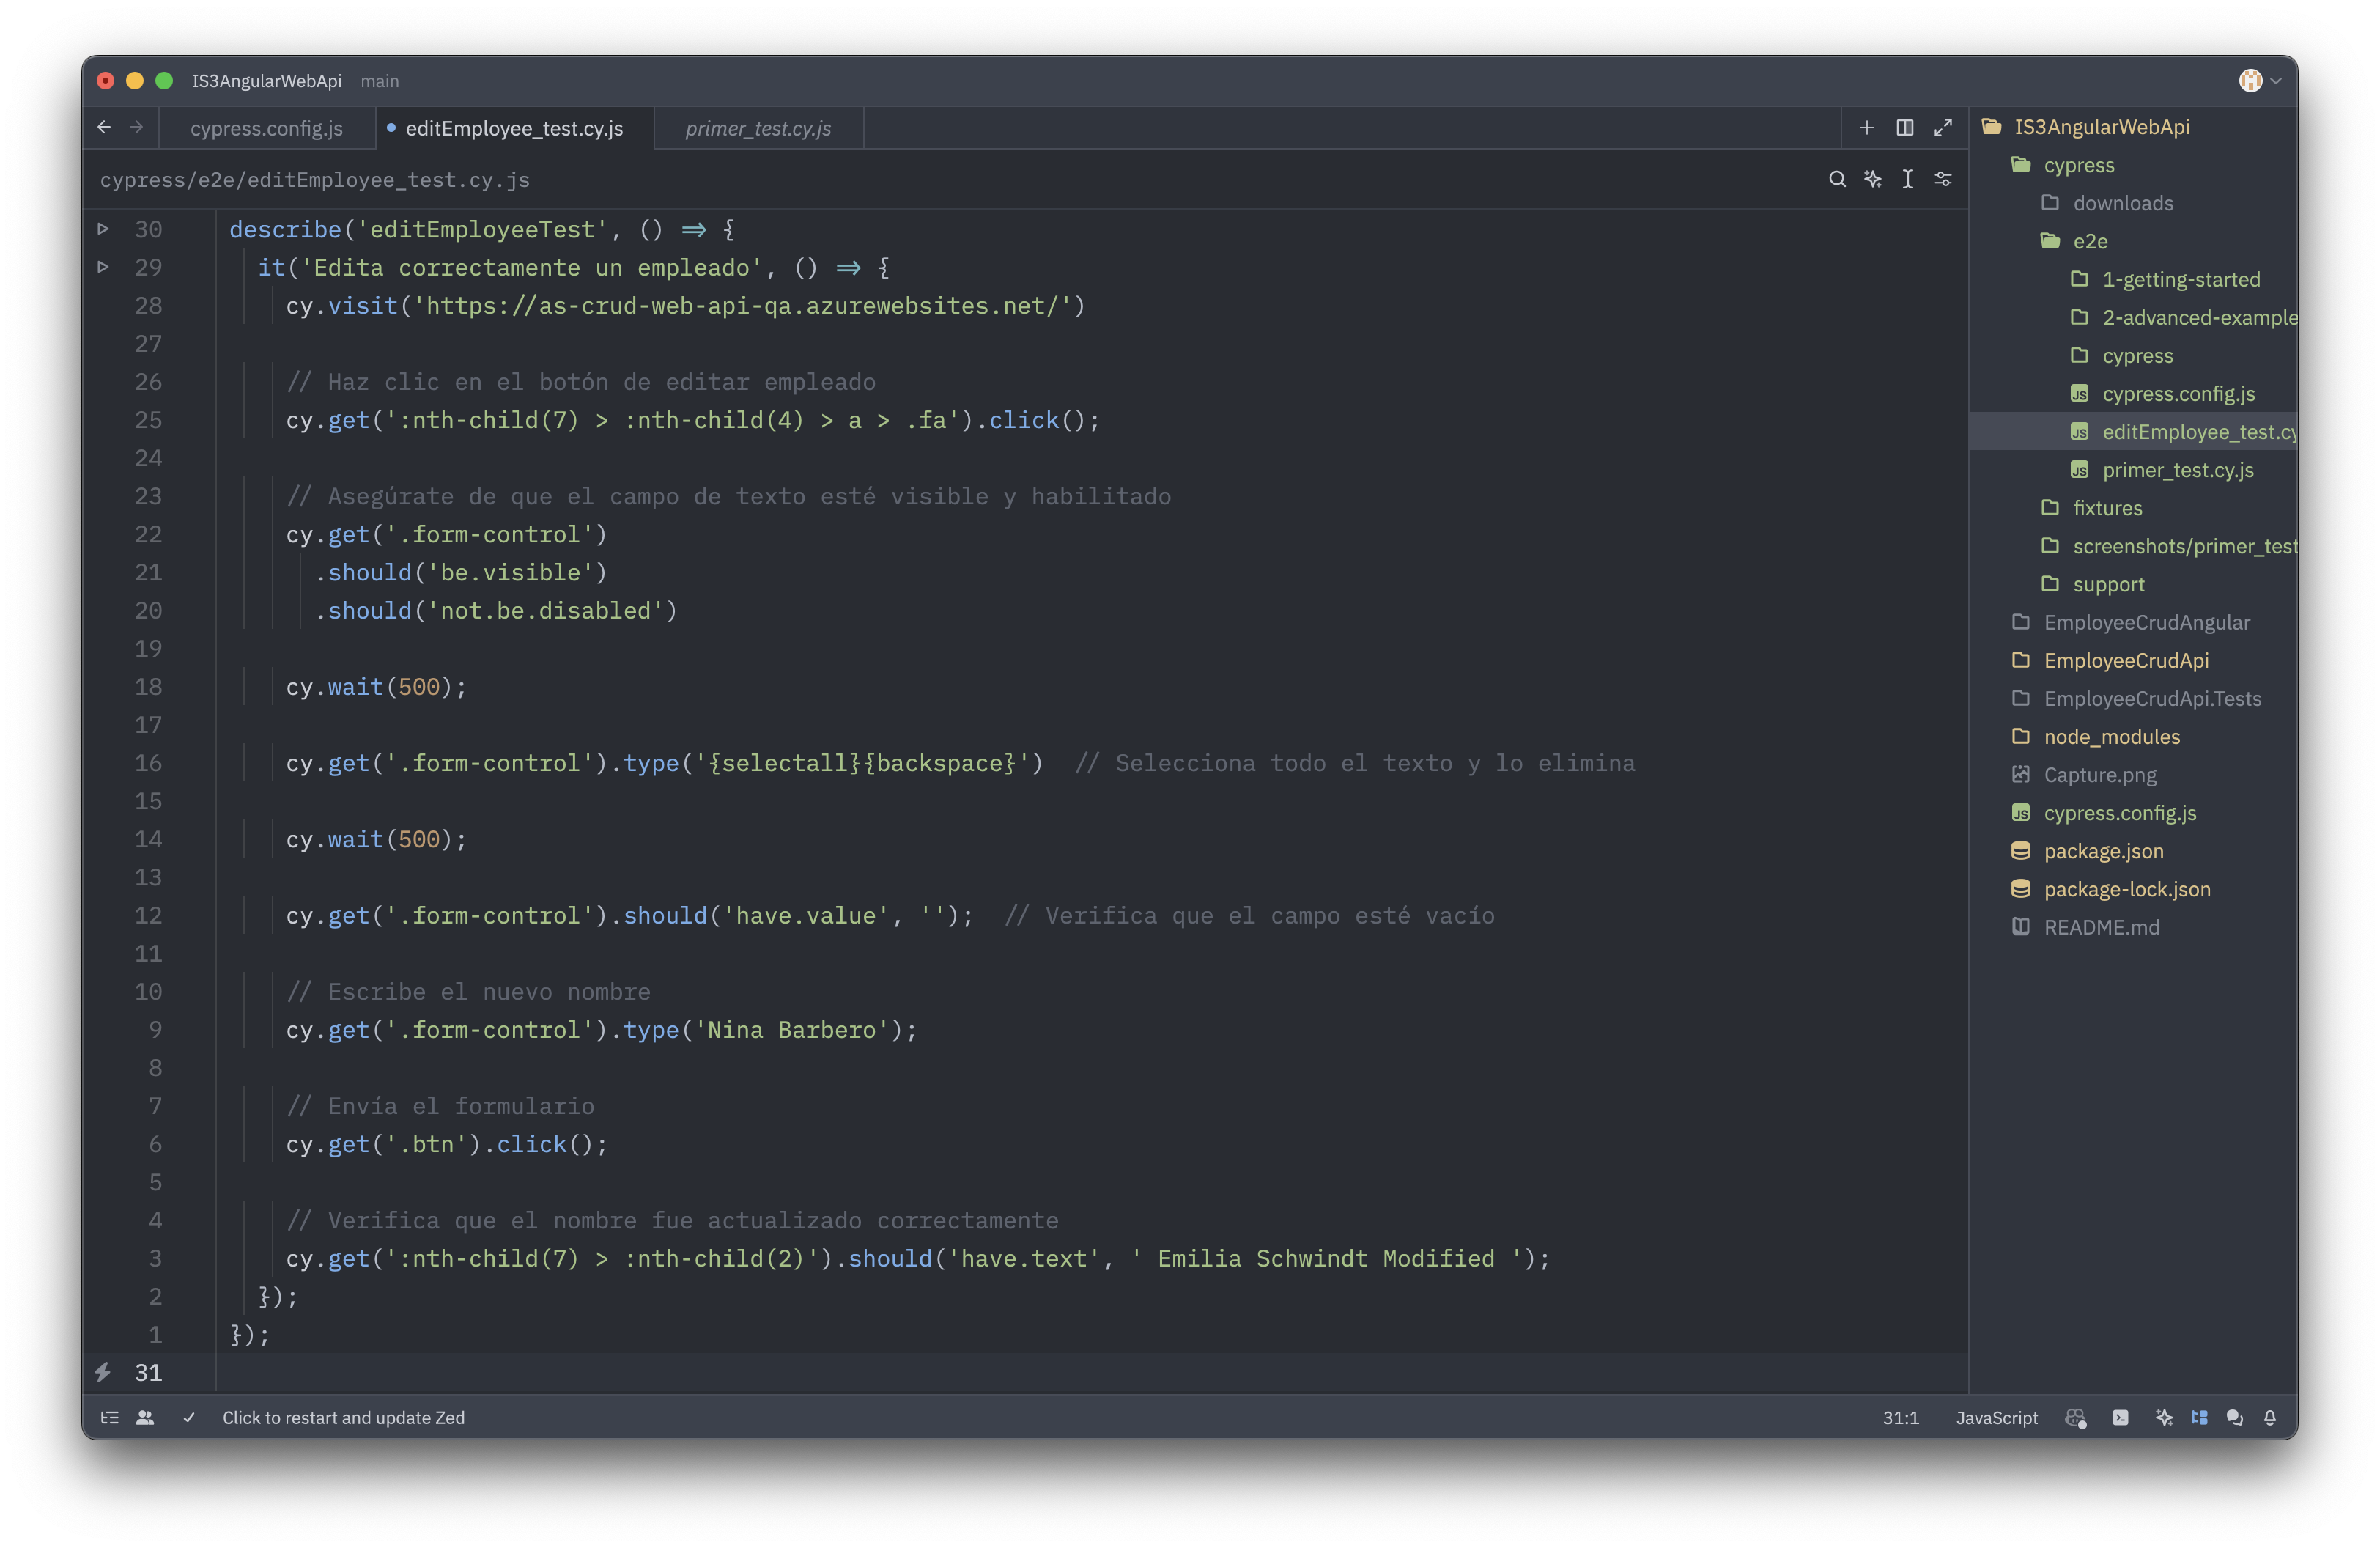 IS3AngularWebApi main
cypress.config.js
editEmployee_test.cy.js
primer_test.cy.js
cypress/e2e/editEmployee_test.cy.js
30 describe('editEmployeeTest', () => {
29 it('Edita correctamente un empleado', () => {
28 cy.visit('https://as-crud-web-api-qa.azurewebsites.net/')
27
26 // Haz clic en el botón de editar empleado
25 cy.get(':nth-child(7) > :nth-child(4) > a > .fa').click();
24
23 // Asegúrate de que el campo de texto esté visible y habilitado
22 cy.get('.form-control')
21 .should('be.visible')
20 .should('not.be.disabled')
19
18 cy.wait(500);
17
16 cy.get('.form-control').type('{selectall}{backspace}')  // Selecciona todo el texto y lo elimina
15
14 cy.wait(500);
13
12 cy.get('.form-control').should('have.value', '');  // Verifica que el campo esté vacío
11
10 // Escribe el nuevo nombre
9 cy.get('.form-control').type('Nina Barbero');
8
7 // Envía el formulario
6 cy.get('.btn').click();
5
4 // Verifica que el nombre fue actualizado correctamente
3 cy.get(':nth-child(7) > :nth-child(2)').should('have.text', ' Emilia Schwindt Modified ');
2 });
1 });
31
IS3AngularWebApi
cypress
downloads
e2e
1-getting-started
2-advanced-example
cypress
JS cypress.config.js
JS editEmployee_test.cy
JS primer_test.cy.js
fixtures
screenshots/primer_test
support
EmployeeCrudAngular
EmployeeCrudApi
EmployeeCrudApi.Tests
node_modules
Capture.png
JS cypress.config.js
package.json
package-lock.json
README.md
Click to restart and update Zed
31:1 JavaScript